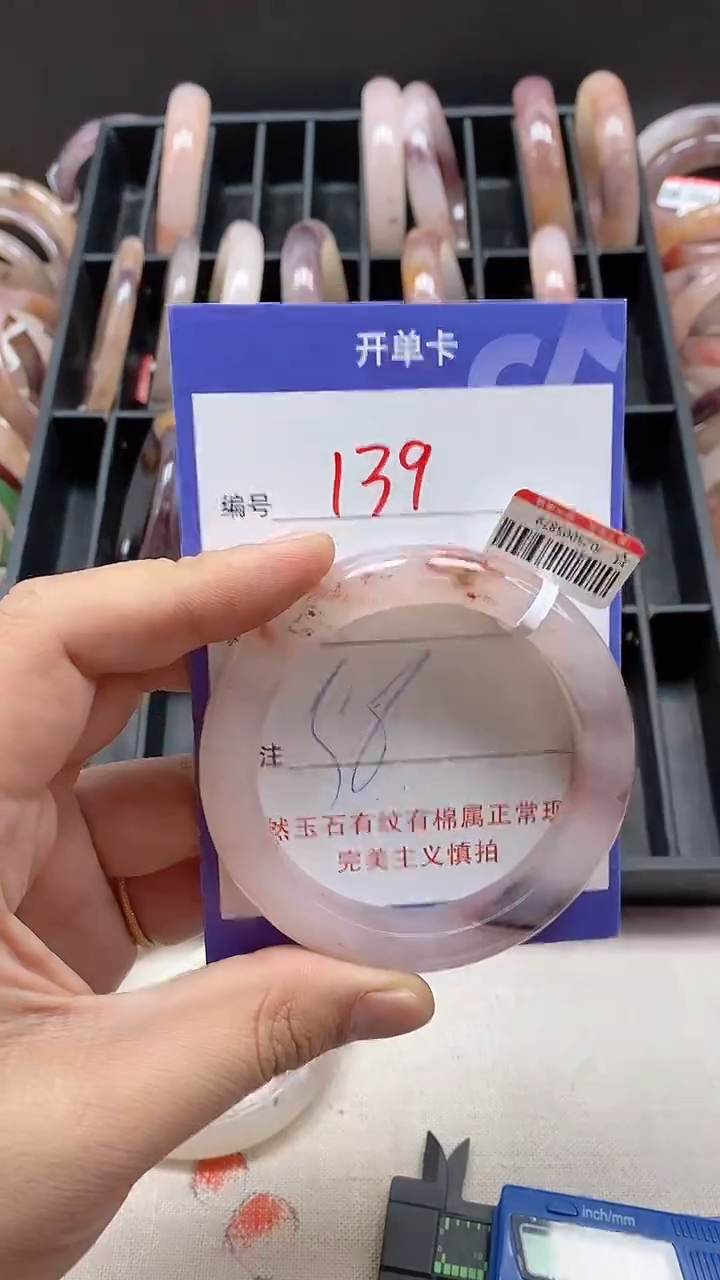 开单卡
编号 139
注 58
然玉石有纹有棉属正常现
完美主义慎拍
inch/mm